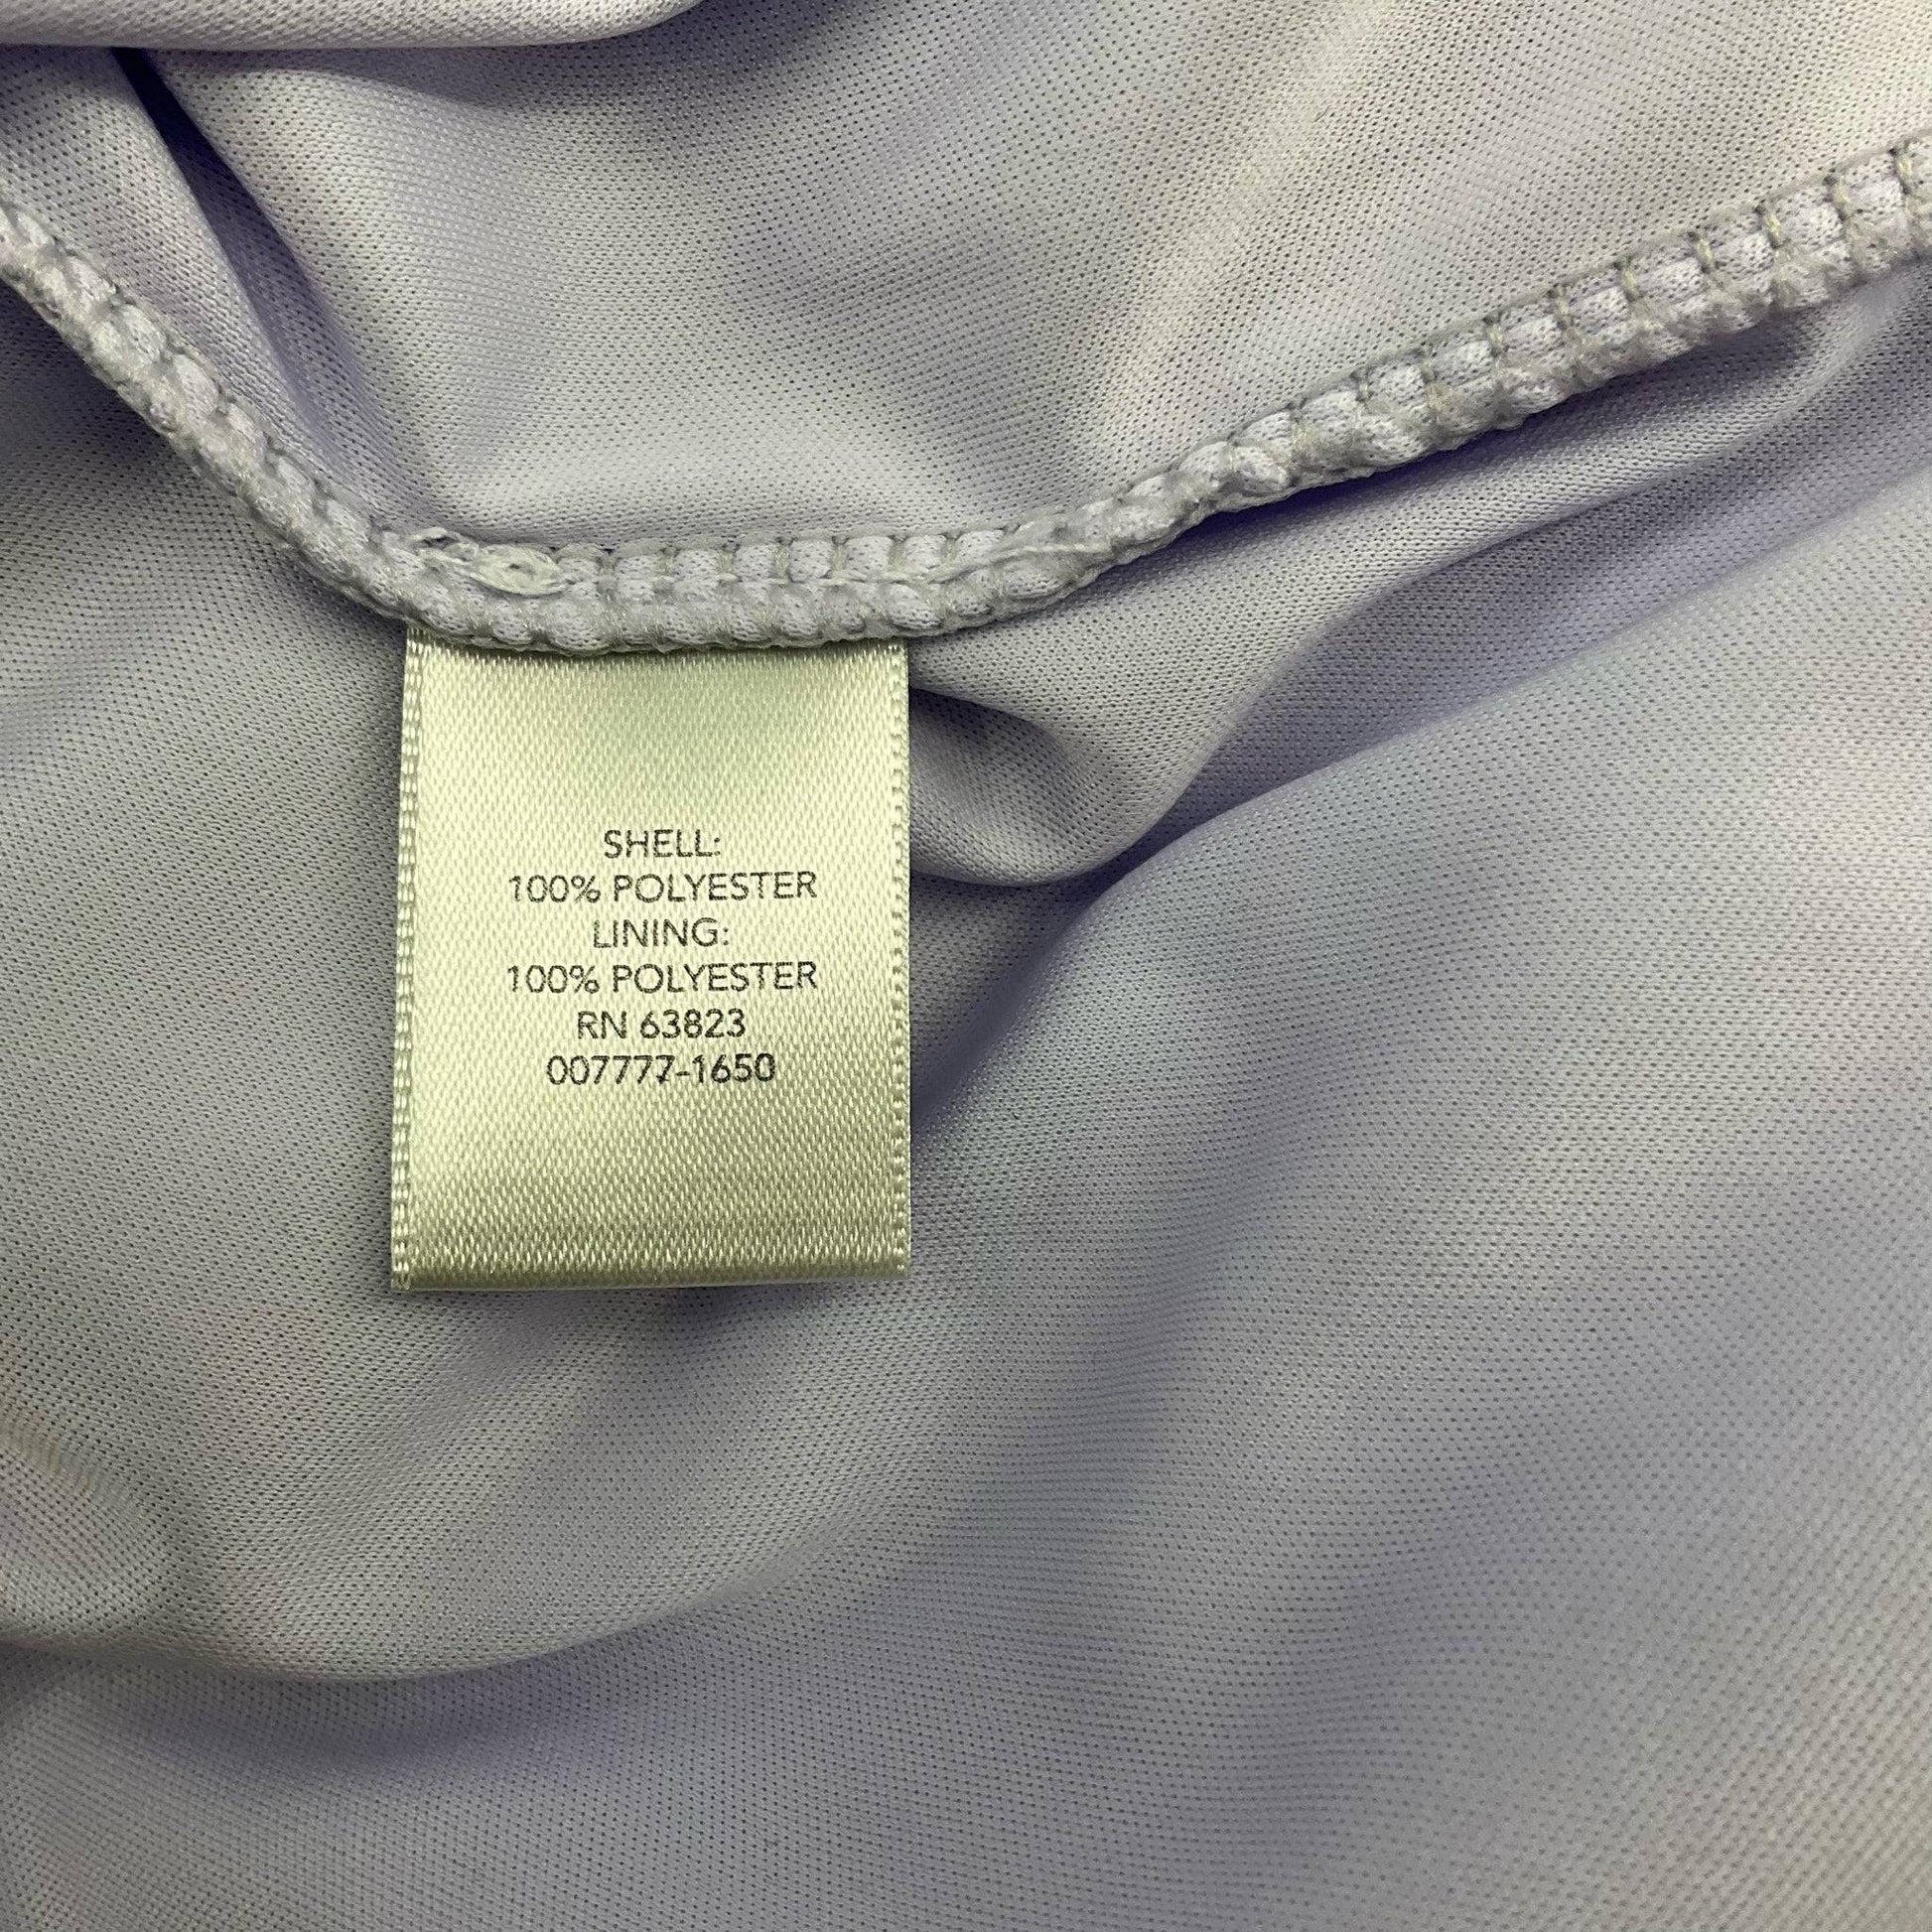 SHELL:
100% POLYESTER
LINING:
100% POLYESTER
RN 63823
007777-1650